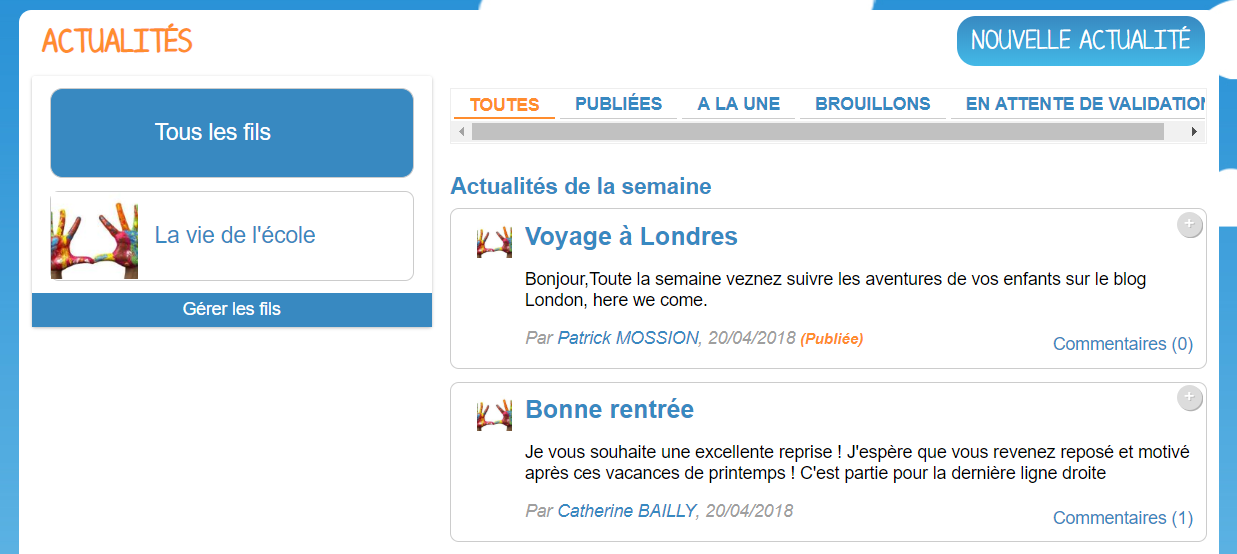 ACTUALITÉS
NOUVELLE ACTUALITÉ
Tous les fils
La vie de l'école
Gérer les fils
TOUTES PUBLIÉES A LA UNE BROUILLONS EN ATTENTE DE VALIDATION
Actualités de la semaine
Voyage à Londres
Bonjour,Toute la semaine veznez suivre les aventures de vos enfants sur le blog
London, here we come.
Par Patrick MOSSION, 20/04/2018 (Publiée)
Commentaires (0)
Bonne rentrée
Je vous souhaite une excellente reprise ! J'espère que vous revenez reposé et motivé
après ces vacances de printemps ! C'est partie pour la dernière ligne droite
Par Catherine BAILLY, 20/04/2018
Commentaires (1)